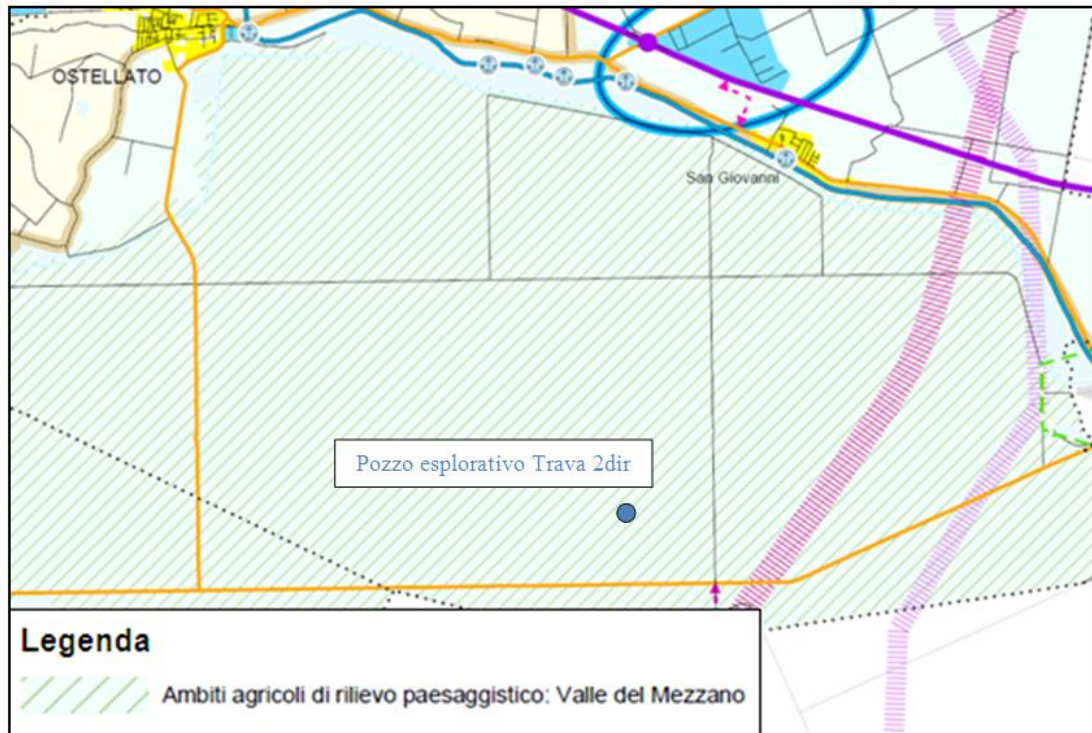 OSTELLATO
San Giovanni
Pozzo esplorativo Trava 2dir
Legenda
Ambiti agricoli di rilievo paesaggistico: Valle del Mezzano